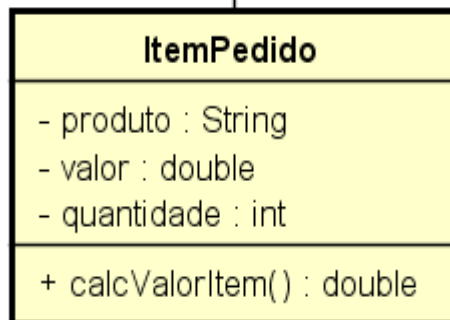 ItemPedido
- produto : String
- valor : double
- quantidade : int
+ calcValorItem() : double